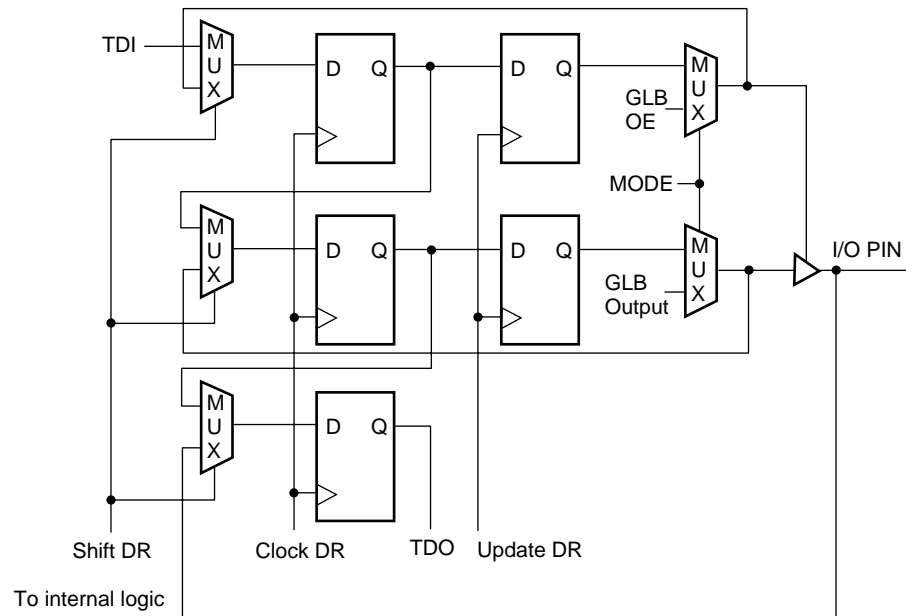 TDI
M
U
X
D Q
D Q
M
U
X
GLB
OE
MODE
M
U
X
D Q
D Q
M
U
X
GLB
Output
I/O PIN
M
U
X
D Q
Shift DR
Clock DR
TDO
Update DR
To internal logic